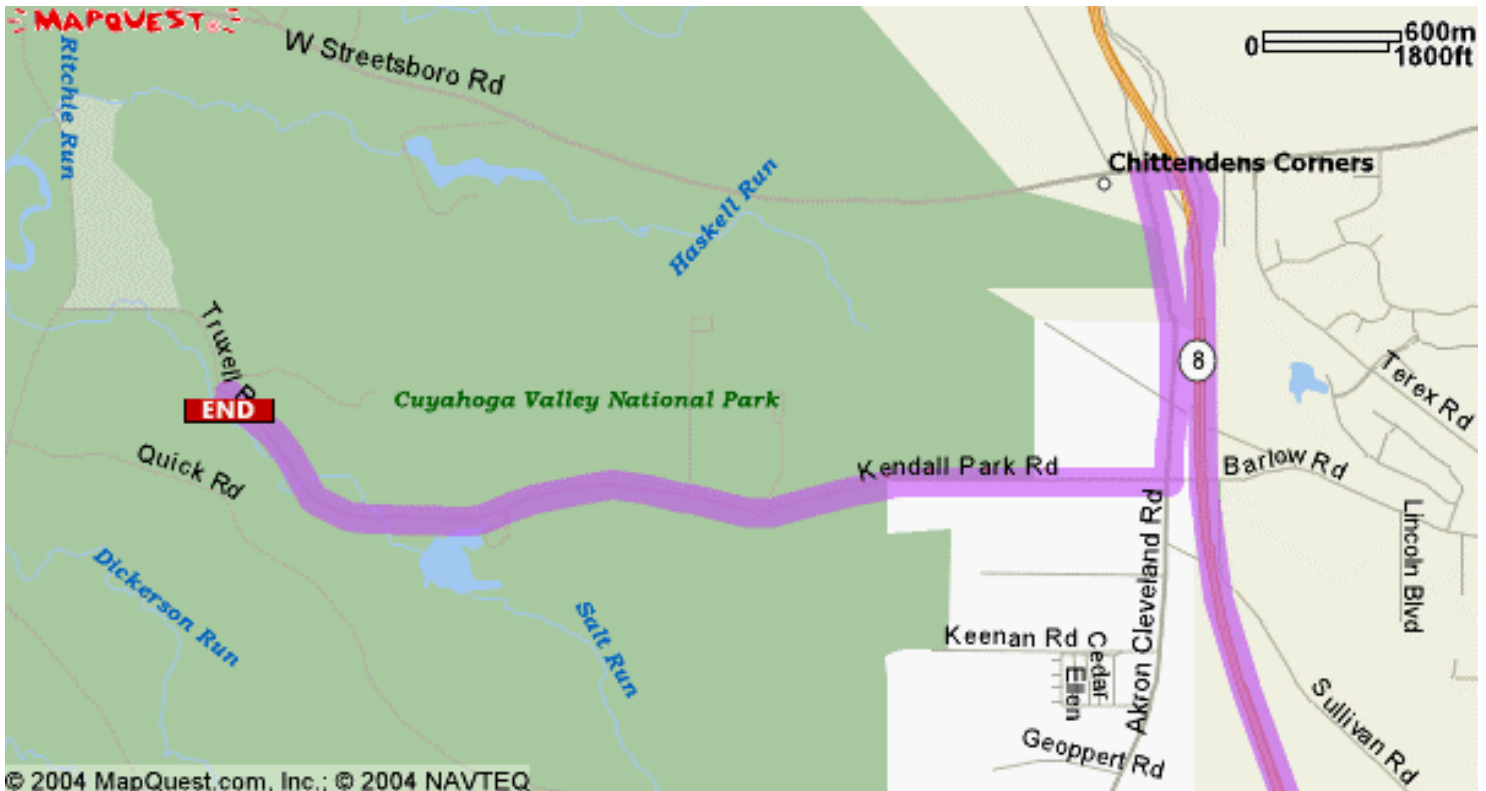 MAPQUEST®
W Streetsboro Rd
0 600m
1800ft
Ritchie Run
Chittendens Corners
Haskell Run
Truxell R
8
END
Cuyahoga Valley National Park
Terex Rd
Quick Rd
Kendall Park Rd
Barlow Rd
Akron Cleveland Rd
Lincoln Blvd
Dickerson Run
Salt Run
Keenan Rd
Cedar
Ellen
Sullivan Rd
Geoppert Rd
© 2004 MapQuest.com, Inc.; © 2004 NAVTEQ